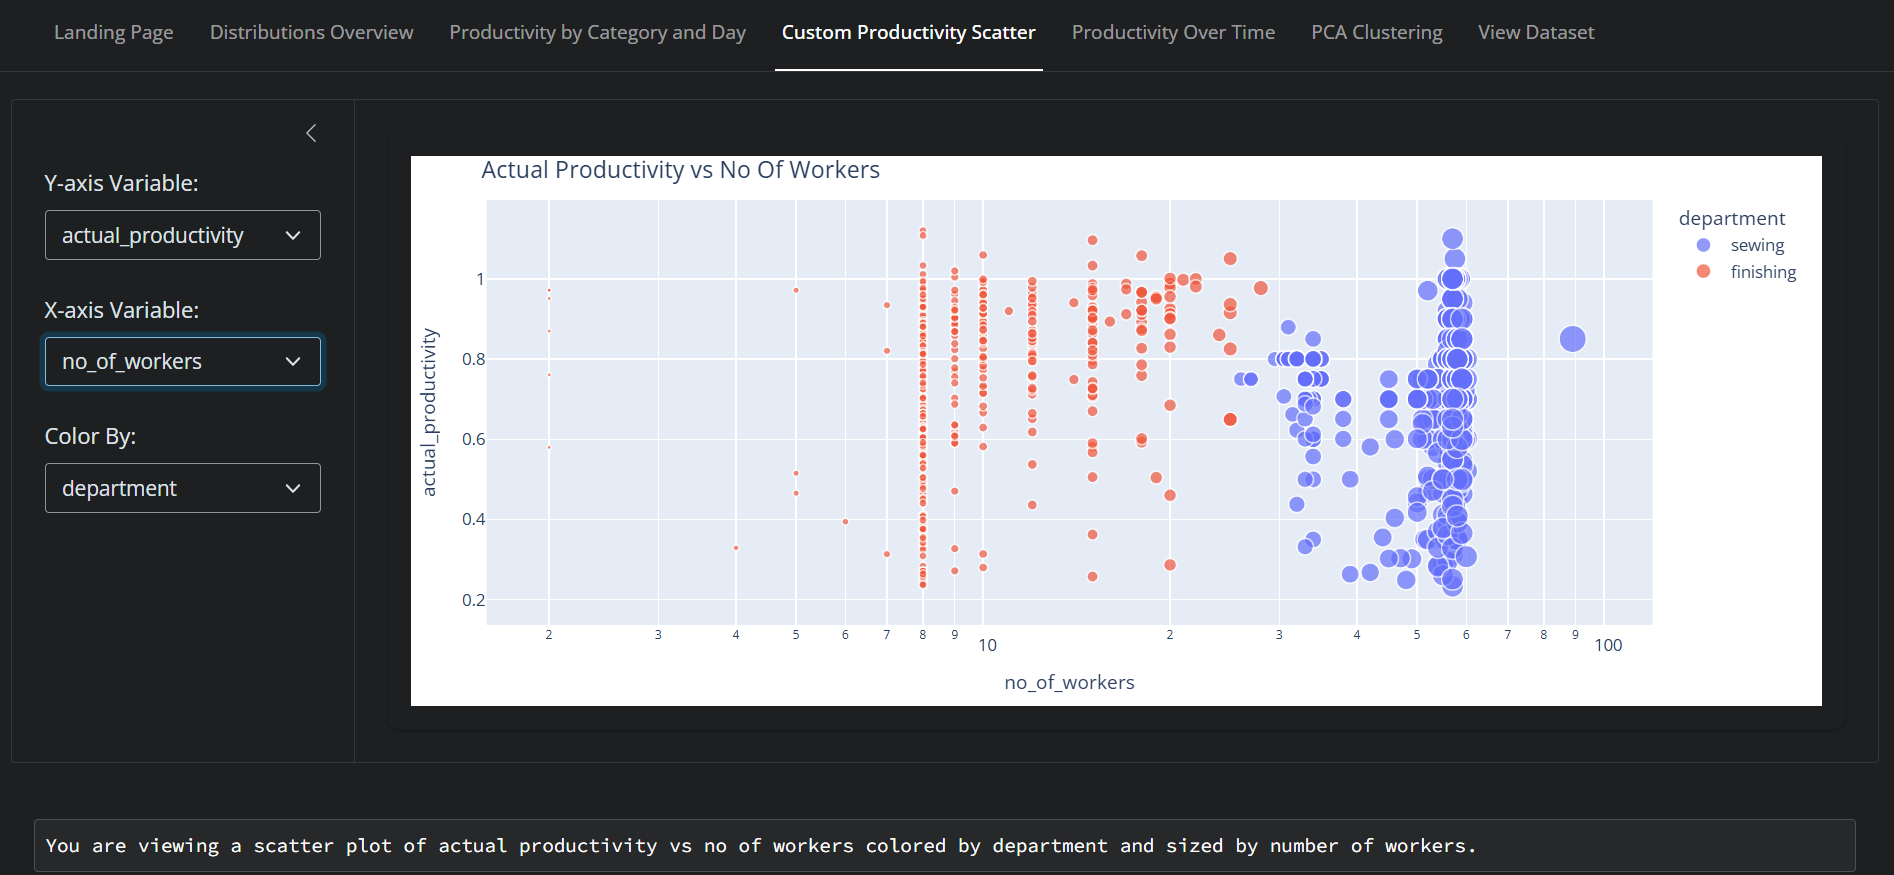 Landing Page Distributions Overview Productivity by Category and Day Custom Productivity Scatter Productivity Over Time PCA Clustering View Dataset
Y-axis Variable:
actual_productivity
X-axis Variable:
no_of_workers
Color By:
department
Actual Productivity vs No Of Workers
actual_productivity
1
0.8
0.6
0.4
0.2
2 3 4 5 6 7 8 9 10 2 3 4 5 6 7 8 9 100
no_of_workers
department
sewing
finishing
You are viewing a scatter plot of actual productivity vs no of workers colored by department and sized by number of workers.